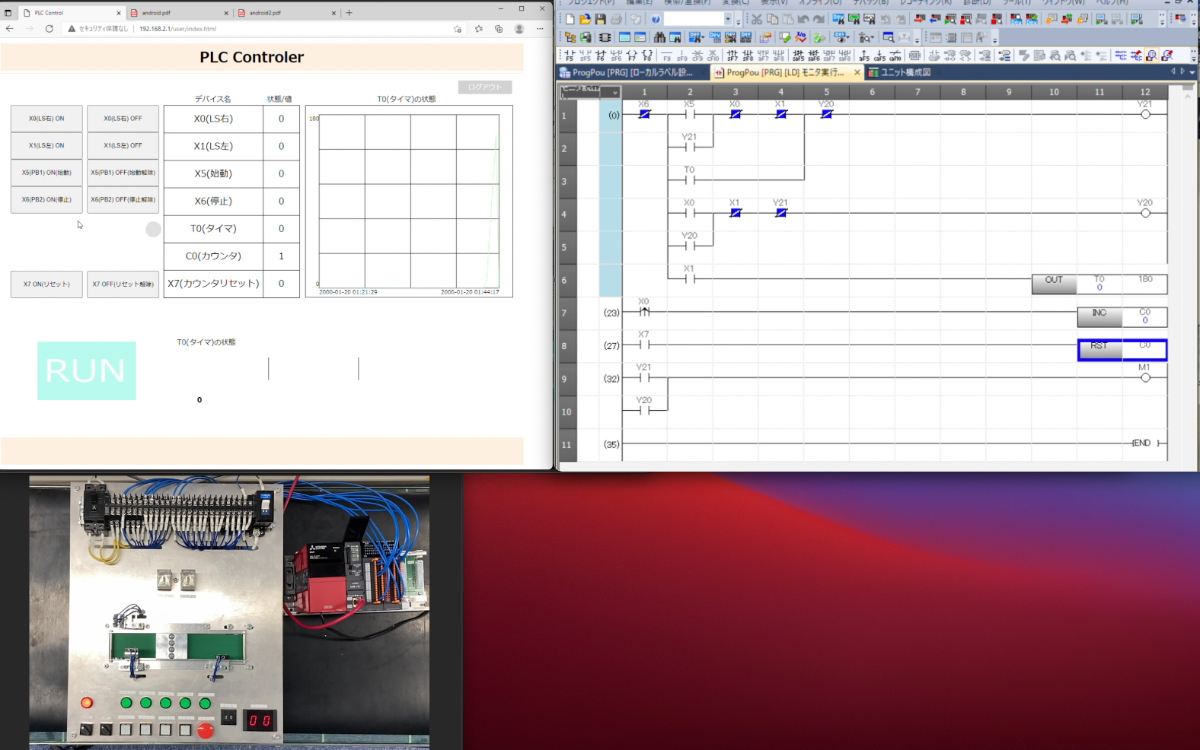 PLC Control
android.pdf
android2.pdf
セキュリティ保護なし | 192.168.2.1/user/index.html
PLC Controler
ログアウト
X0(LS右) ON
X0(LS右) OFF
X1(LS左) ON
X1(LS左) OFF
X5(PB1) ON(始動)
X5(PB1) OFF(始動解除)
X6(PB2) ON(停止)
X6(PB2) OFF(停止解除)
X7 ON(リセット)
X7 OFF(リセット解除)
デバイス名 状態/値
X0(LS右) 0
X1(LS左) 0
X5(始動) 0
X6(停止) 0
T0(タイマ) 0
C0(カウンタ) 1
X7(カウンタリセット) 0
T0(タイマ)の状態
180
0
2000-01-20 01:21:29
2000-01-20 01:44:17
RUN
T0(タイマ)の状態
0
ProgPou [PRG] [ローカルラベル設...
ProgPou [PRG] [LD] モニタ実行...
ユニット構成図
1 2 3 4 5 6 7 8 9 10 11 12
1 (0) X6 X5 X0 X1 Y20 Y21
2 Y21
3 T0
4 X0 X1 Y21 Y20
5 Y20
6 X1 OUT T0 180
0
7 (23) X0 INC C0
0
8 (27) X7 RST C0
9 (32) Y21 M1
10 Y20
11 (35) END
00